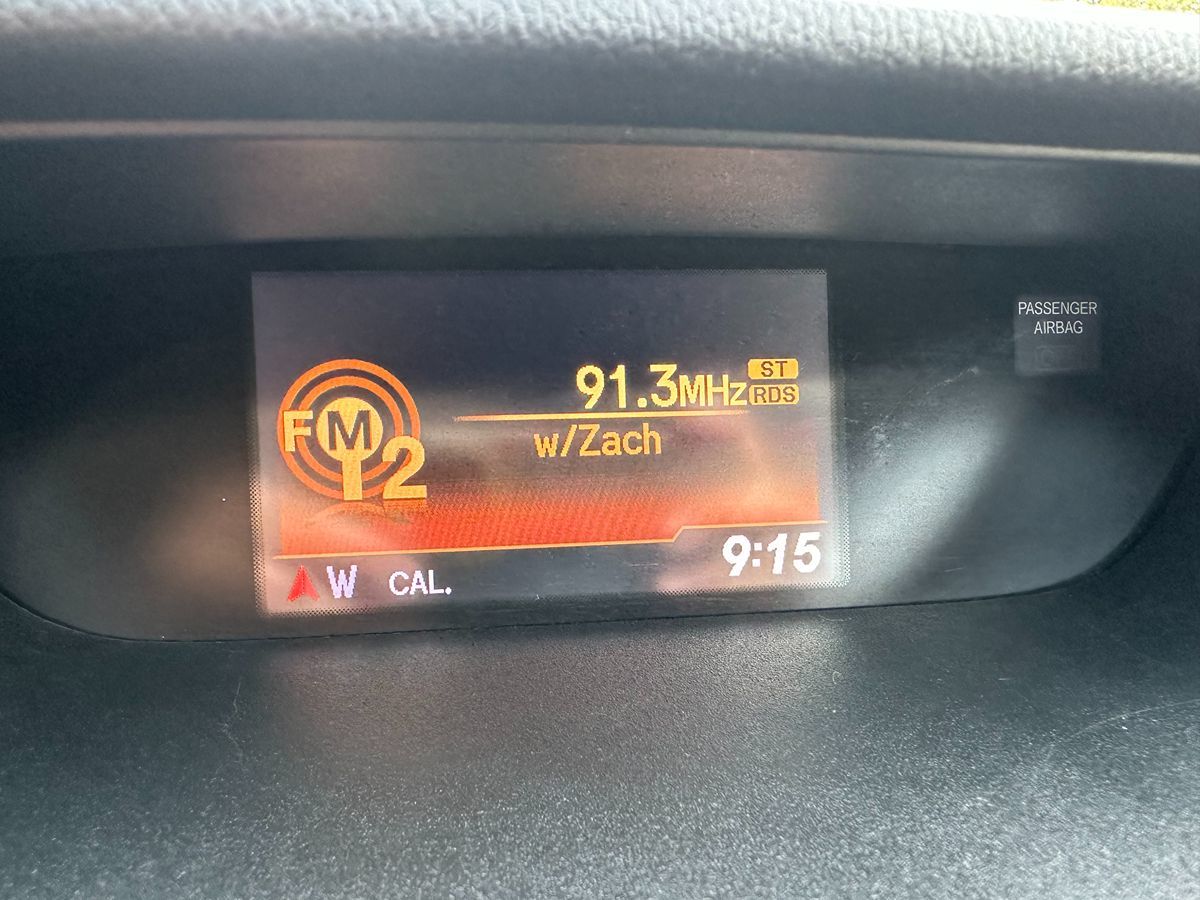 PASSENGER
AIRBAG
91.3MHz ST
RDS
FM2
w/Zach
W CAL. 9:15